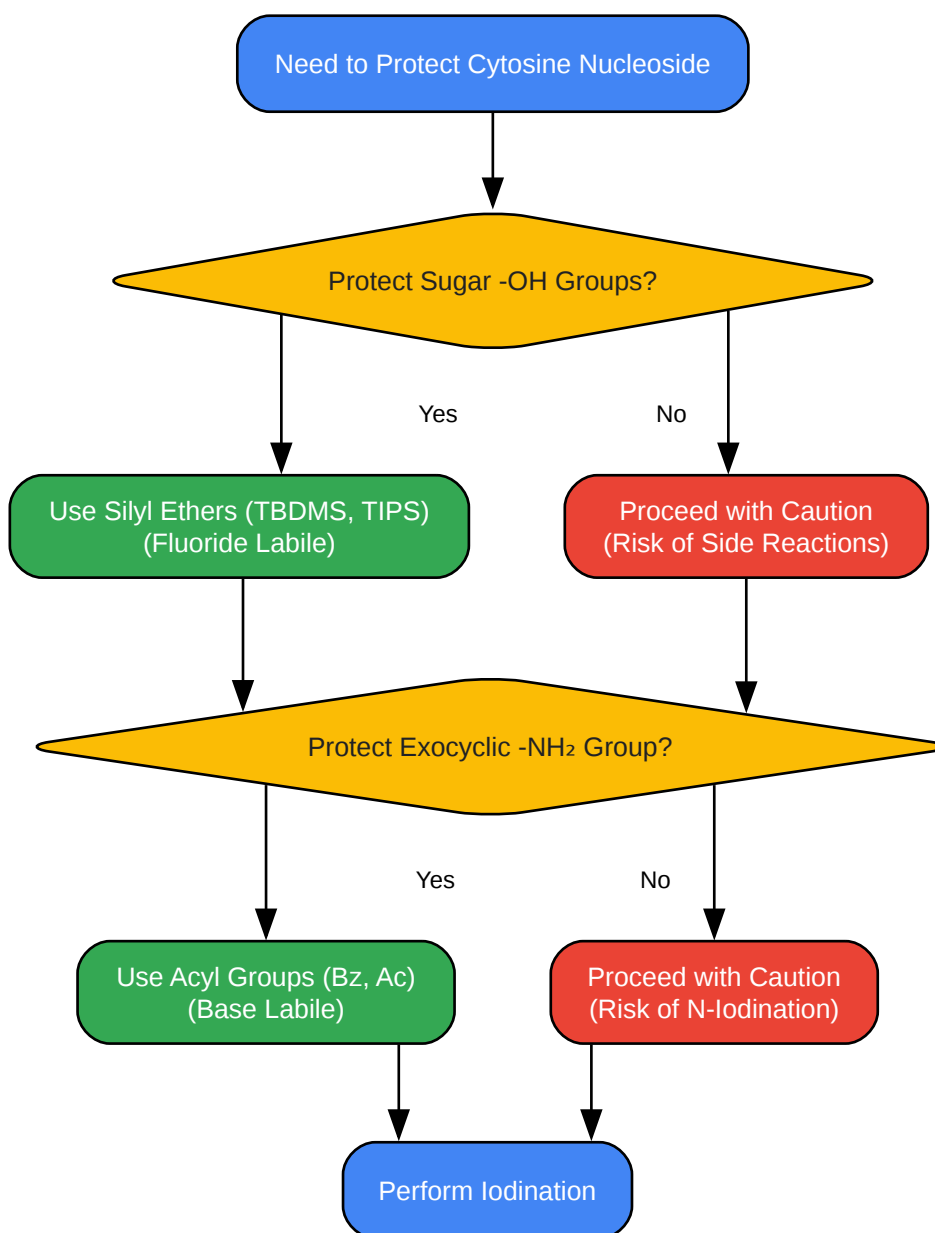 Need to Protect Cytosine Nucleoside
Protect Sugar -OH Groups?
Yes
No
Use Silyl Ethers (TBDMS, TIPS)
(Fluoride Labile)
Proceed with Caution
(Risk of Side Reactions)
Protect Exocyclic -NH₂ Group?
Yes
No
Use Acyl Groups (Bz, Ac)
(Base Labile)
Proceed with Caution
(Risk of N-Iodination)
Perform Iodination